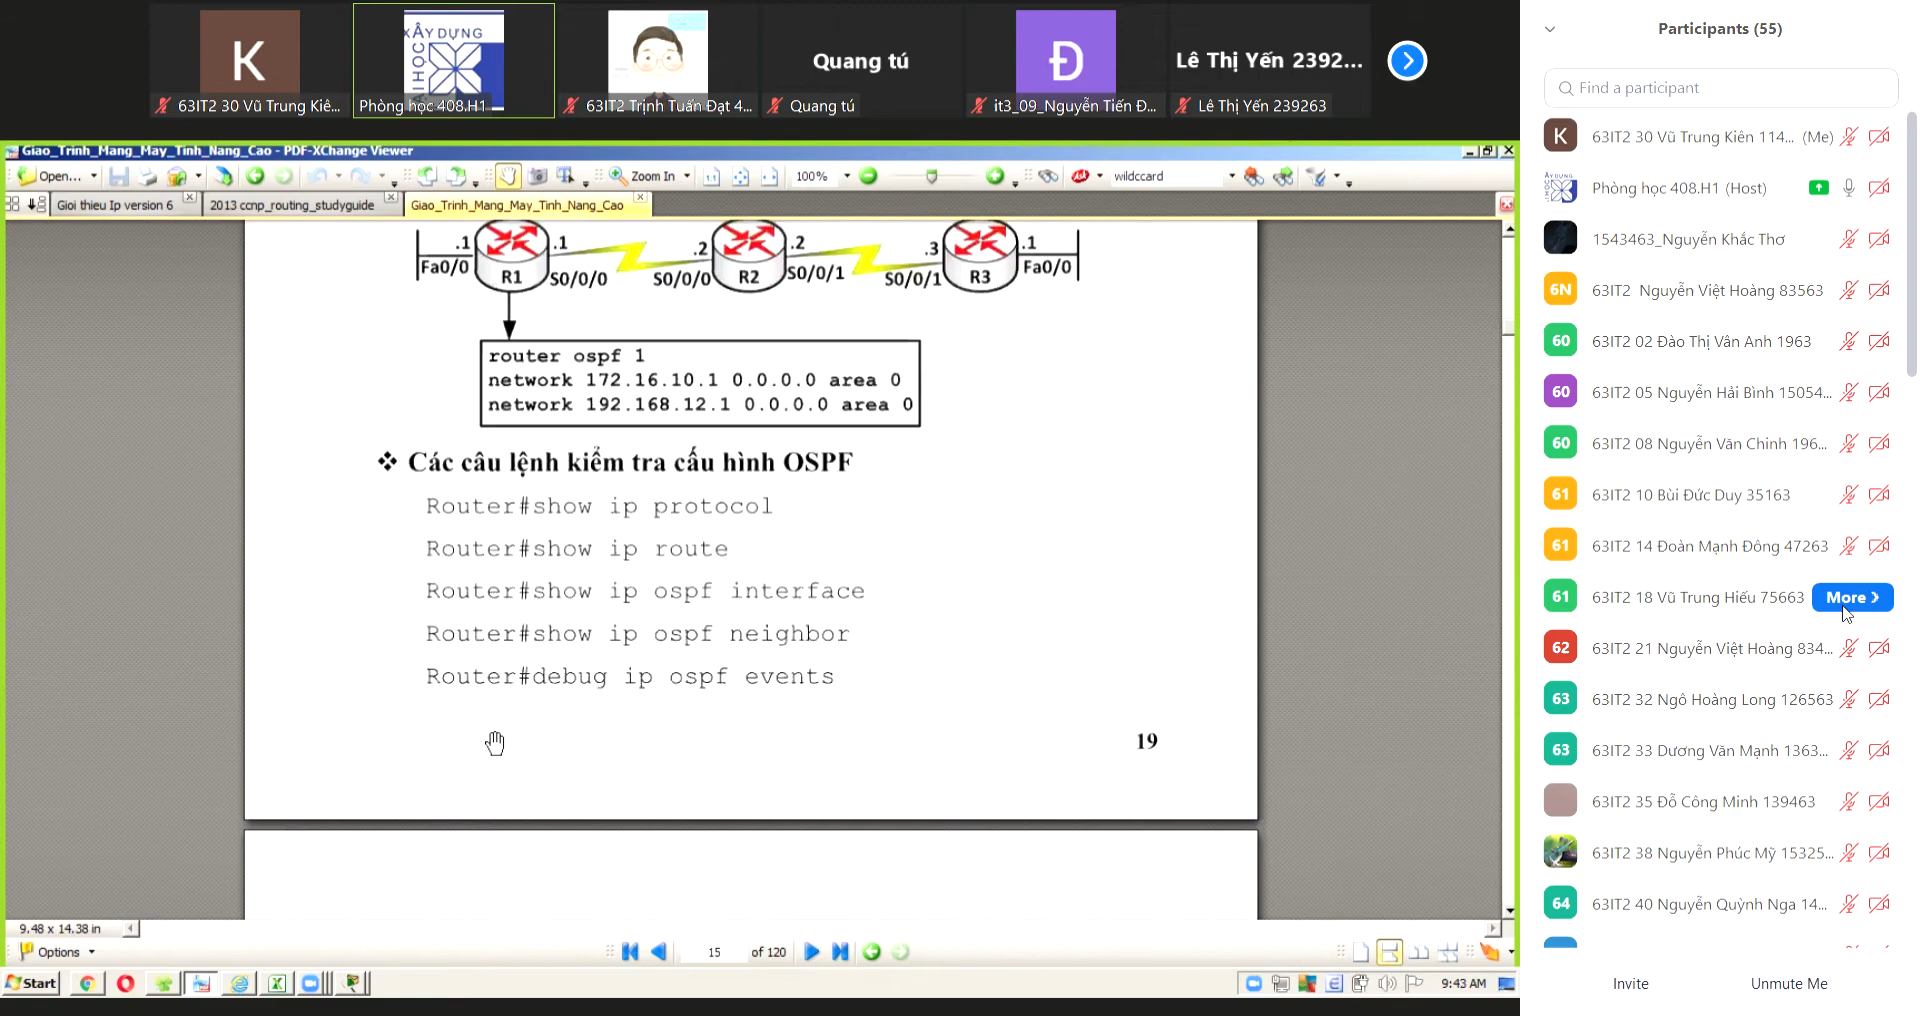 K
XÂY DỰNG
Quang tú
Đ
Lê Thị Yến 2392...
63IT2 30 Vũ Trung Kiê...
Phòng học 408.H1
63IT2 Trịnh Tuấn Đạt 4...
Quang tú
it3_09_Nguyễn Tiến Đ...
Lê Thị Yến 239263
Giao_Trinh_Mang_May_Tinh_Nang_Cao - PDF-XChange Viewer
Open...
Zoom In
100%
wildccard
Gioi thieu Ip version 6
2013 ccnp_routing_studyguide
Giao_Trinh_Mang_May_Tinh_Nang_Cao
.1
.1
.2
.2
.3
.1
Fa0/0
R1
S0/0/0
S0/0/0
R2
S0/0/1
S0/0/1
R3
Fa0/0
router ospf 1
network 172.16.10.1 0.0.0.0 area 0
network 192.168.12.1 0.0.0.0 area 0
❖ Các câu lệnh kiểm tra cấu hình OSPF
Router#show ip protocol
Router#show ip route
Router#show ip ospf interface
Router#show ip ospf neighbor
Router#debug ip ospf events
19
9.48 x 14.38 in
Options
15
of 120
Start
9:43 AM
Participants (55)
Find a participant
K
63IT2 30 Vũ Trung Kiên 114... (Me)
Phòng học 408.H1 (Host)
1543463_Nguyễn Khắc Thơ
6N
63IT2 Nguyễn Việt Hoàng 83563
60
63IT2 02 Đào Thị Vân Anh 1963
60
63IT2 05 Nguyễn Hải Bình 15054...
60
63IT2 08 Nguyễn Văn Chinh 196...
61
63IT2 10 Bùi Đức Duy 35163
61
63IT2 14 Đoàn Mạnh Đông 47263
61
63IT2 18 Vũ Trung Hiếu 75663
More
62
63IT2 21 Nguyễn Việt Hoàng 834...
63
63IT2 32 Ngô Hoàng Long 126563
63
63IT2 33 Dương Văn Mạnh 1363...
63IT2 35 Đỗ Công Minh 139463
63IT2 38 Nguyễn Phúc Mỹ 15325...
64
63IT2 40 Nguyễn Quỳnh Nga 14...
Invite
Unmute Me